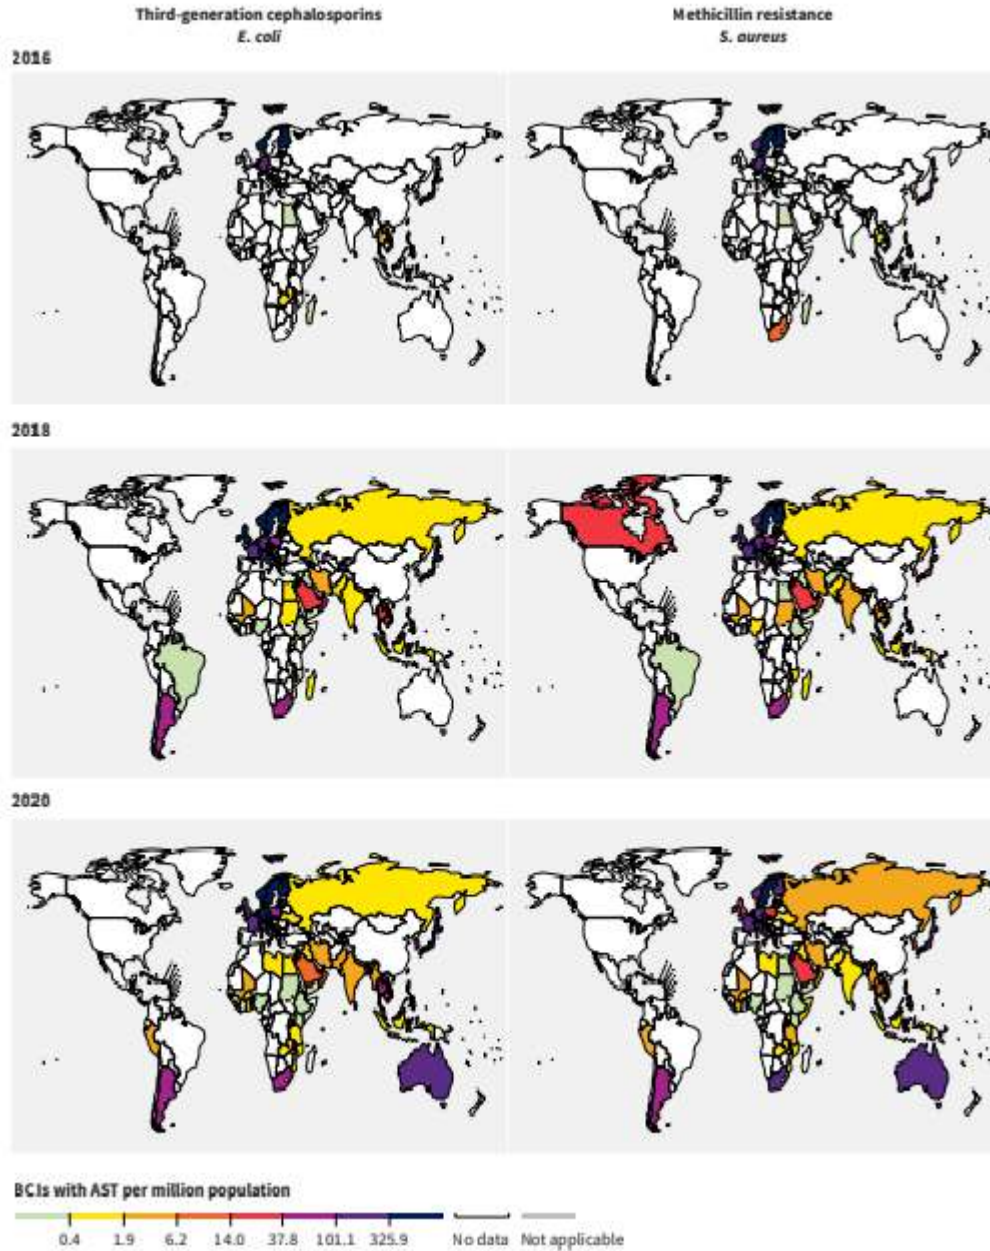 Third-generation cephalosporins
E. coli
Methicillin resistance
S. aureus
2016
2018
2020
BCIs with AST per million population
0.4 1.9 6.2 14.0 37.8 101.1 325.9 No data Not applicable